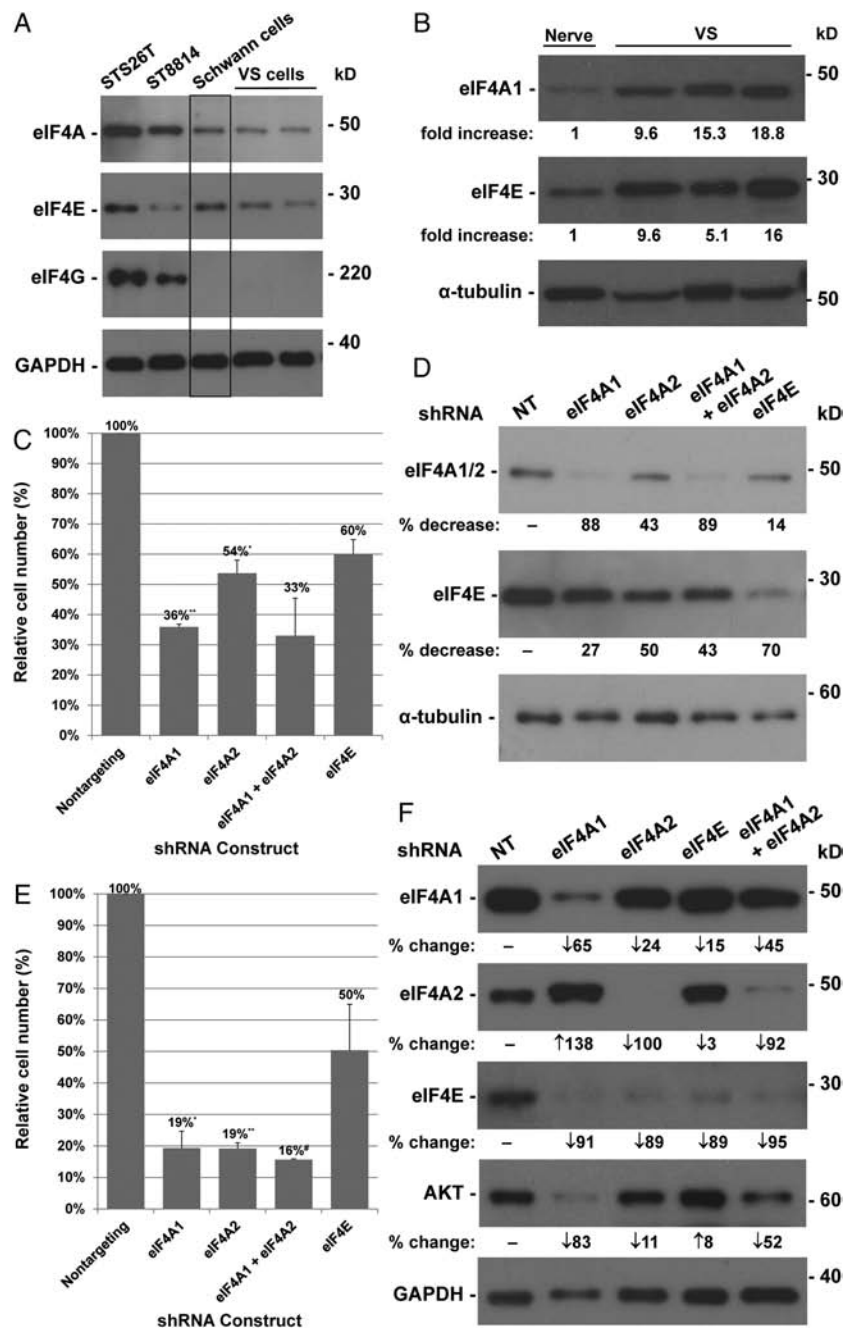 A
STS26T
ST8814
Schwann cells
VS cells
kD
eIF4A -
- 50
eIF4E -
- 30
eIF4G -
- 220
- 40
GAPDH -
B
Nerve
VS
kD
- 50
eIF4A1 -
fold increase: 1 9.6 15.3 18.8
- 30
eIF4E -
fold increase: 1 9.6 5.1 16
α-tubulin -
- 50
C
Relative cell number (%)
100%
90%
80%
70%
60%
50%
40%
30%
20%
10%
0%
100%
36%**
54%*
33%
60%
Nontargeting
eIF4A1
eIF4A2
eIF4A1 + eIF4A2
eIF4E
shRNA Construct
D
shRNA
NT
eIF4A1
eIF4A2
eIF4A1
+ eIF4A2
eIF4E
kD
eIF4A1/2 -
- 50
% decrease: – 88 43 89 14
- 30
eIF4E -
% decrease: – 27 50 43 70
- 60
α-tubulin -
E
Relative cell number (%)
100%
90%
80%
70%
60%
50%
40%
30%
20%
10%
0%
100%
19%*
19%**
16%#
50%
Nontargeting
eIF4A1
eIF4A2
eIF4A1 + eIF4A2
eIF4E
shRNA Construct
F
shRNA
NT
eIF4A1
eIF4A2
eIF4E
eIF4A1
+ eIF4A2
kD
eIF4A1 -
- 50
% change: – ↓65 ↓24 ↓15 ↓45
eIF4A2 -
- 50
% change: – ↑138 ↓100 ↓3 ↓92
eIF4E -
- 30
% change: – ↓91 ↓89 ↓89 ↓95
AKT -
- 60
% change: – ↓83 ↓11 ↑8 ↓52
- 40
GAPDH -